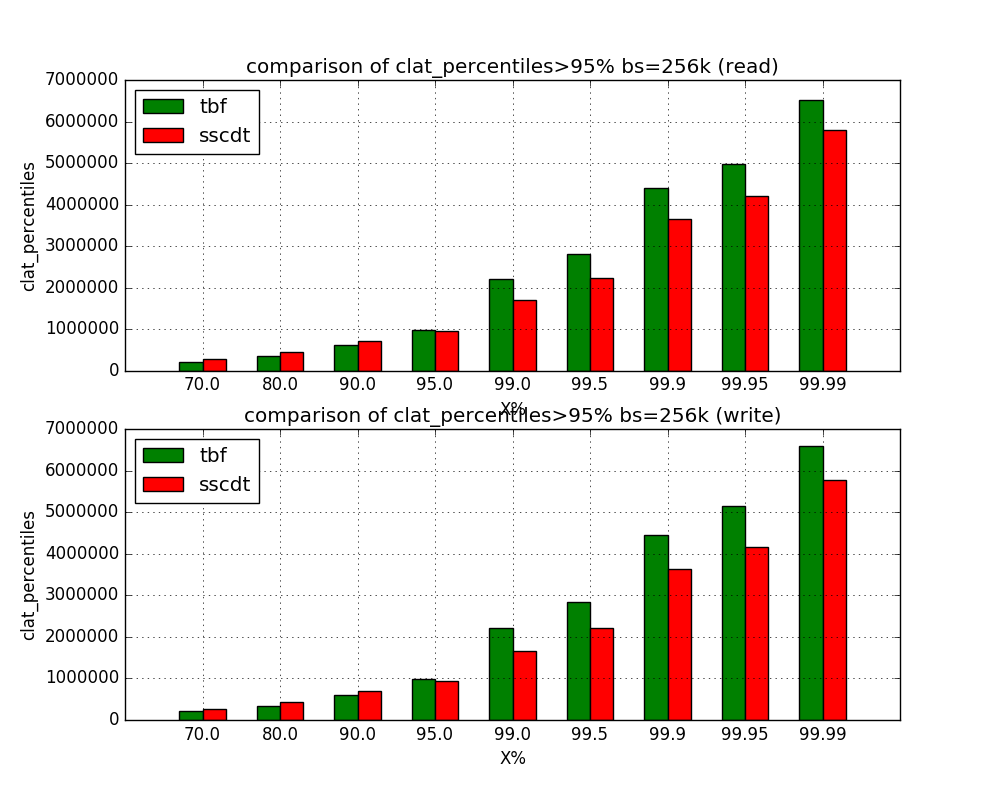 comparison of clat_percentiles>95% bs=256k (read)
7000000
6000000
5000000
4000000
3000000
2000000
1000000
0
clat_percentiles
tbf
sscdt
70.0 80.0 90.0 95.0 99.0 99.5 99.9 99.95 99.99
X%
comparison of clat_percentiles>95% bs=256k (write)
7000000
6000000
5000000
4000000
3000000
2000000
1000000
0
clat_percentiles
tbf
sscdt
70.0 80.0 90.0 95.0 99.0 99.5 99.9 99.95 99.99
X%